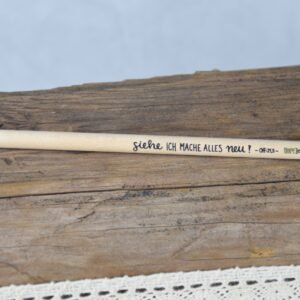 siehe ICH MACHE ALLES neu! - Off 21,5 -